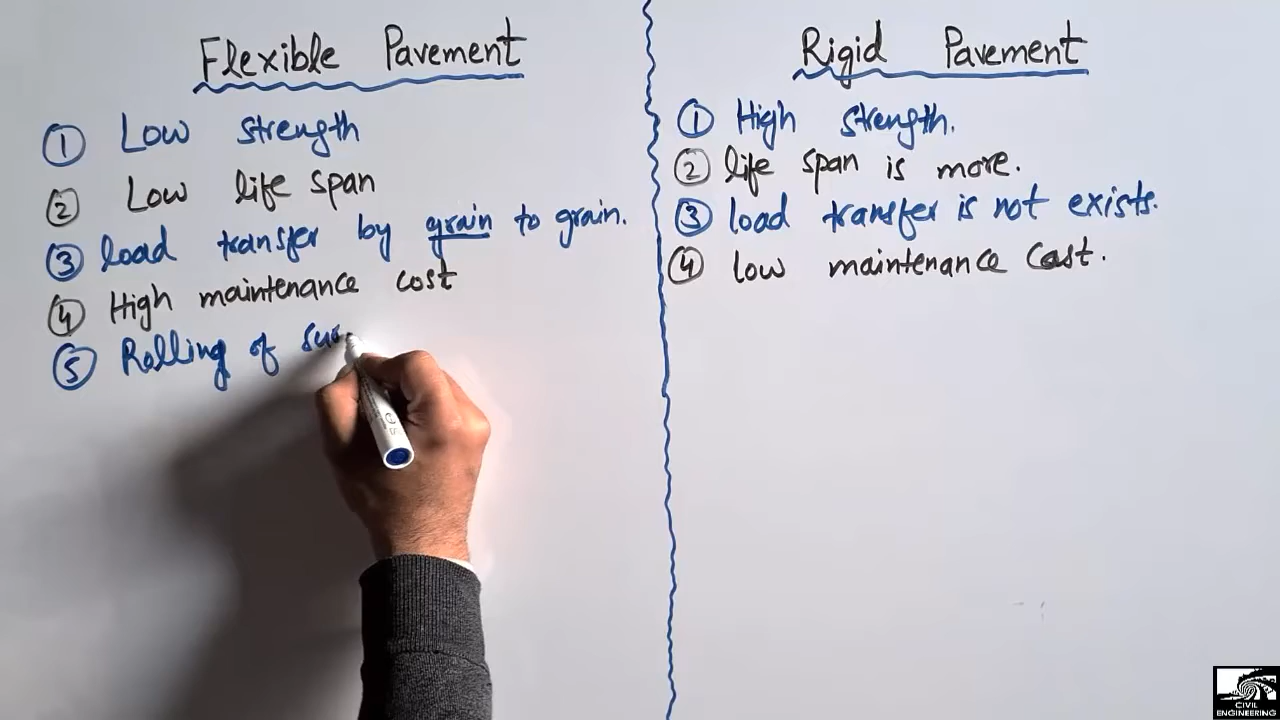 Flexible Pavement
① Low strength
② Low life span
③ load transfer by grain to grain.
④ High maintenance cost
⑤ Rolling of
Rigid Pavement
① High strength.
② life span is more.
③ load transfer is not exists.
④ low maintenance cost.
CIVIL
ENGINEERING